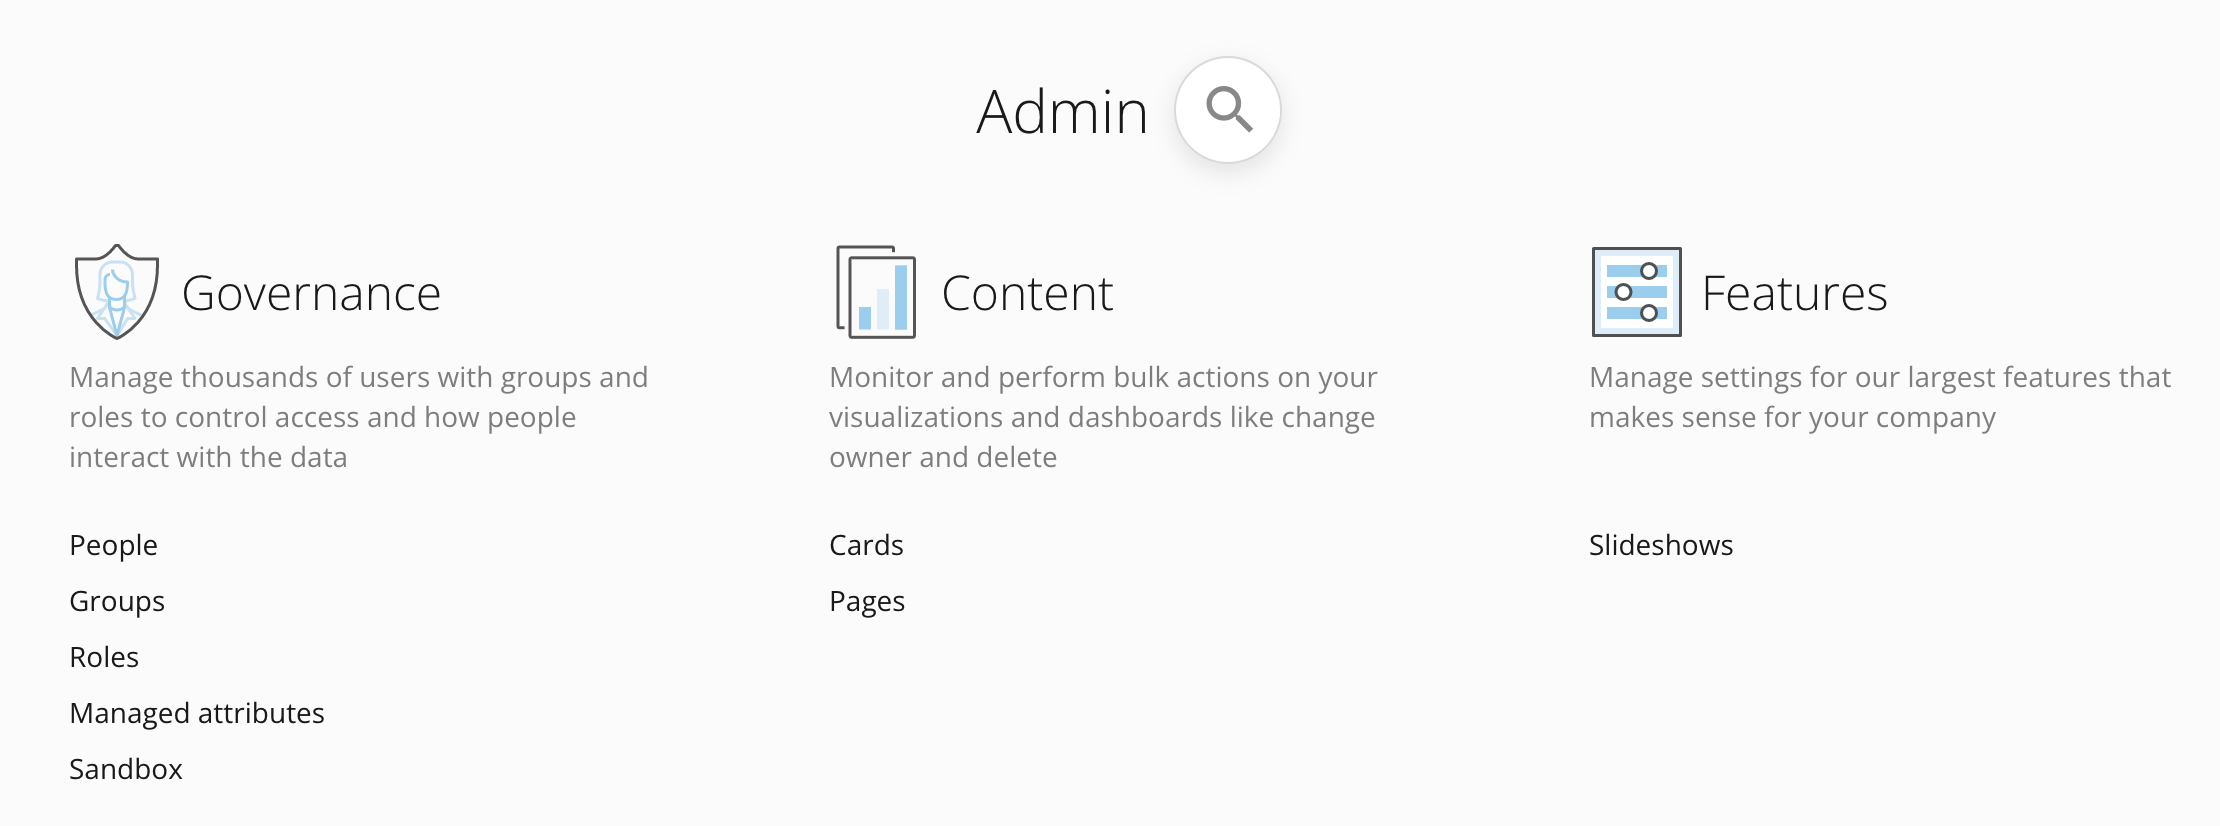 Admin
Governance
Manage thousands of users with groups and
roles to control access and how people
interact with the data
People
Groups
Roles
Managed attributes
Sandbox
Content
Monitor and perform bulk actions on your
visualizations and dashboards like change
owner and delete
Cards
Pages
Features
Manage settings for our largest features that
makes sense for your company
Slideshows